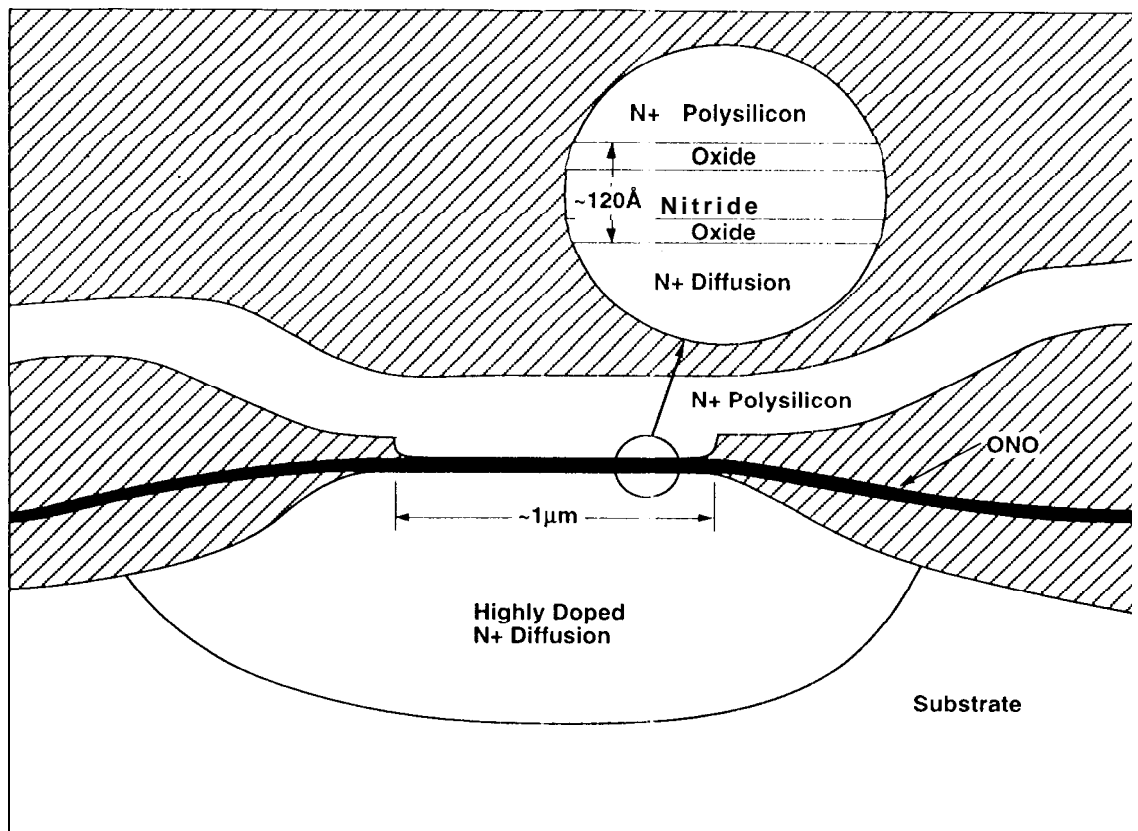 N+ Polysilicon
Oxide
~120Å
Nitride
Oxide
N+ Diffusion
N+ Polysilicon
ONO
~1μm
Highly Doped
N+ Diffusion
Substrate